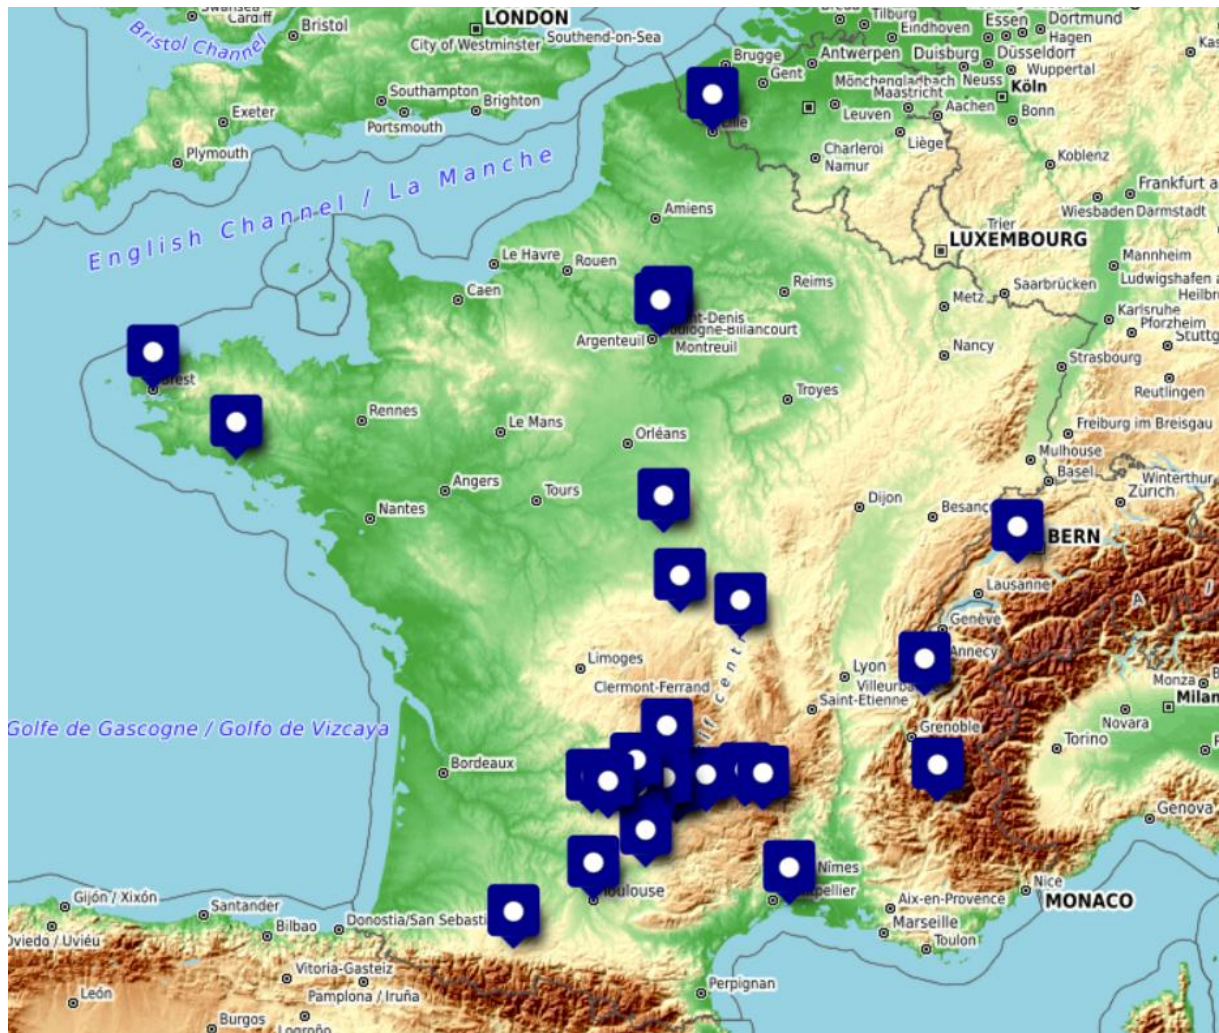 Swansea
Cardiff
Bristol
Bristol Channel
LONDON
City of Westminster
Southend-on-Sea
Brugge
Gent
Tilburg
Eindhoven
Essen
Dortmund
Hagen
Antwerpen
Duisburg
Düsseldorf
Wuppertal
Mönchengladbach
Neuss
Maastricht
Köln
Leuven
Aachen
Bonn
Southampton
Brighton
Portsmouth
Exeter
Plymouth
Liège
Charleroi
Namur
Koblenz
English Channel / La Manche
Amiens
Frankfurt a
Wiesbaden
Darmstadt
Trier
LUXEMBOURG
Mannheim
Ludwigshafen a
Heilbr
Le Havre
Rouen
Caen
Reims
Metz
Saarbrücken
Karlsruhe
Pforzheim
Stuttg
Argenteuil
Montreuil
Nancy
Strasbourg
Reutlingen
Troyes
Rennes
Le Mans
Orléans
Freiburg im Breisgau
Mulhouse
Basel
Winterthur
Zürich
Angers
Tours
Nantes
Dijon
Besanç
BERN
Lausanne
Genève
Annecy
Limoges
Clermont-Ferrand
Lyon
Villeurba
Saint-Etienne
Monza
Milan
Novara
Torino
Golfe de Gascogne / Golfo de Vizcaya
Bordeaux
Grenoble
Genova
Nîmes
Gijón / Xixón
Santander
Bilbao
Donostia/San Sebasti
Oviedo / Uviéu
Aix-en-Provence
Marseille
Toulon
Nice
MONACO
Vitoria-Gasteiz
Pamplona / Iruña
León
Burgos
Logroño
Perpignan